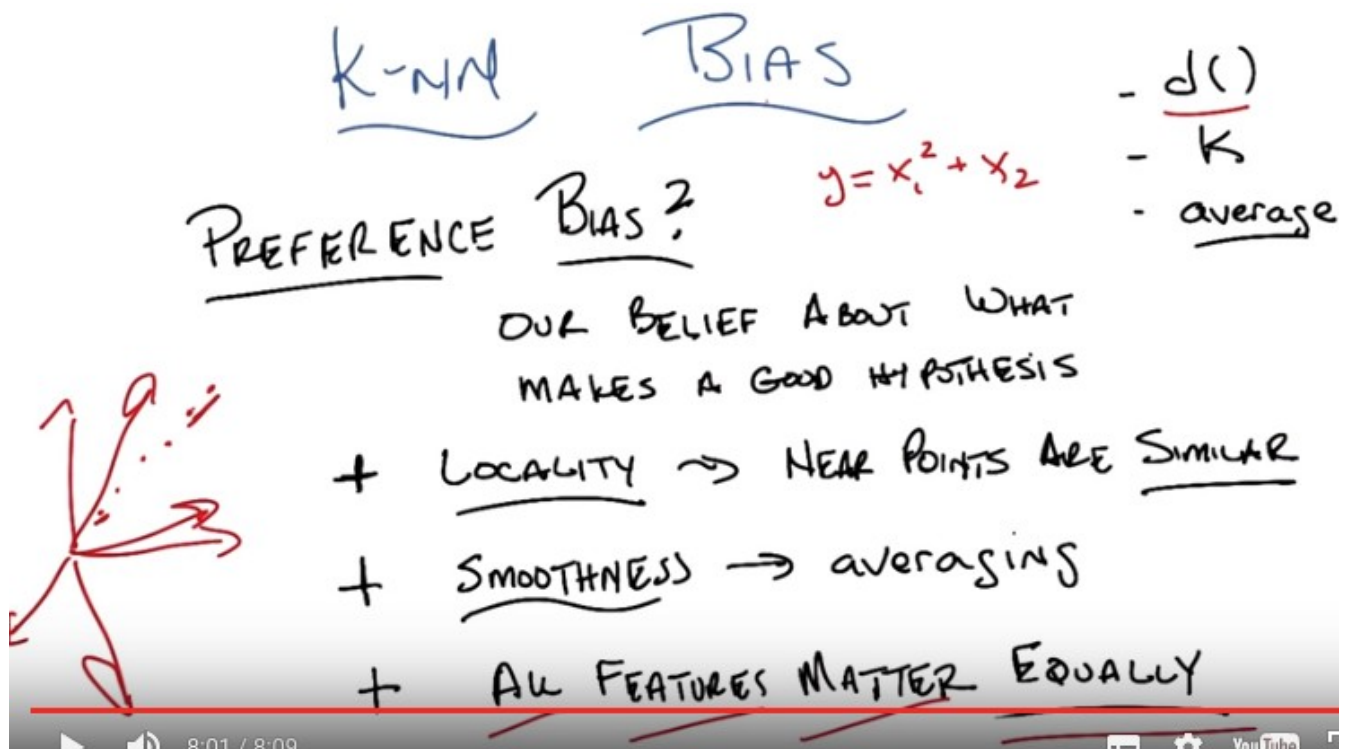 K-NN BIAS
- d()
- K
- average
y = x₁² + x₂
PREFERENCE BIAS?
OUR BELIEF ABOUT WHAT
MAKES A GOOD HYPOTHESIS
+ LOCALITY → NEAR POINTS ARE SIMILAR
+ SMOOTHNESS → averaging
+ ALL FEATURES MATTER EQUALLY
8:01 / 8:09
YouTube